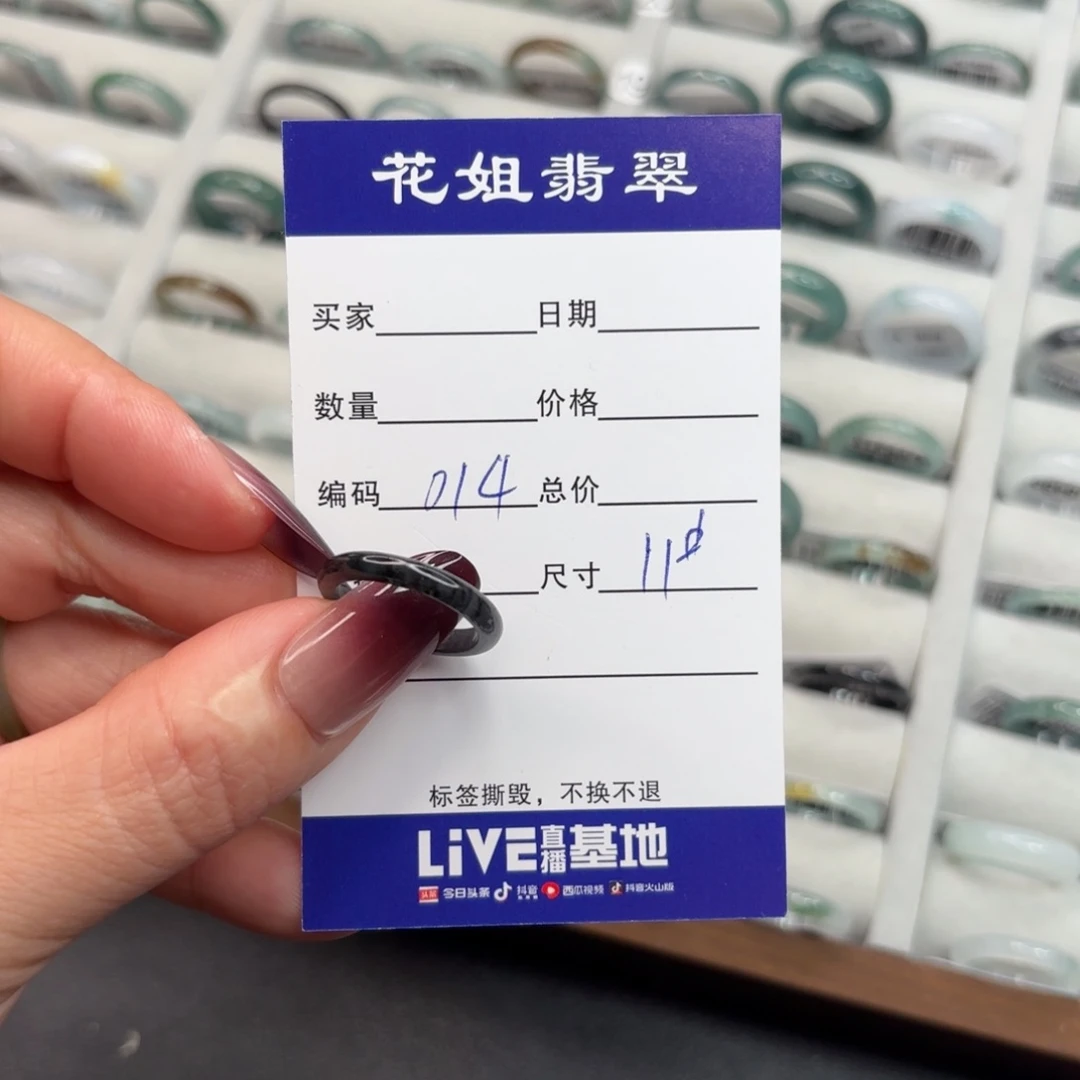 花姐翡翠
买家 日期
数量 价格
编码 014 总价
尺寸 11#
标签撕毁，不换不退
LiVE直播基地
头条 今日头条 抖音 西瓜视频 抖音火山版